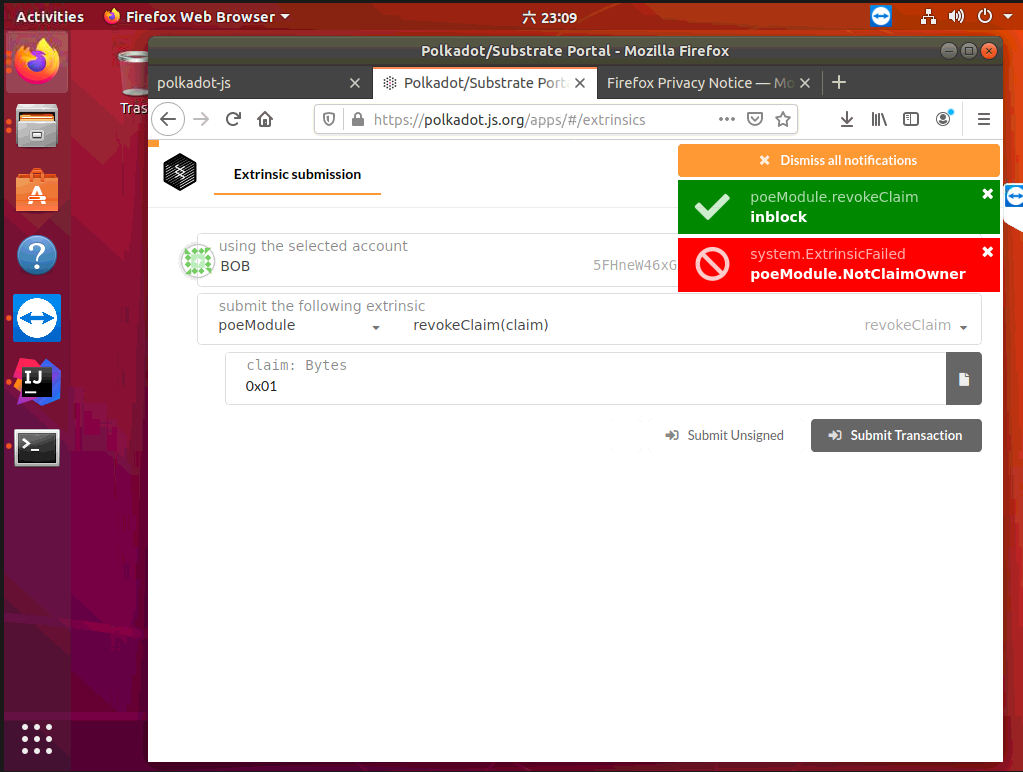 Activities
Firefox Web Browser
六 23:09
Polkadot/Substrate Portal - Mozilla Firefox
polkadot-js
Polkadot/Substrate Port
Firefox Privacy Notice — Mo
Tras
https://polkadot.js.org/apps/#/extrinsics
Extrinsic submission
Dismiss all notifications
poeModule.revokeClaim
inblock
system.ExtrinsicFailed
poeModule.NotClaimOwner
using the selected account
BOB
5FHneW46xG
submit the following extrinsic
poeModule
revokeClaim(claim)
revokeClaim
claim: Bytes
0x01
Submit Unsigned
Submit Transaction
IJ
>_